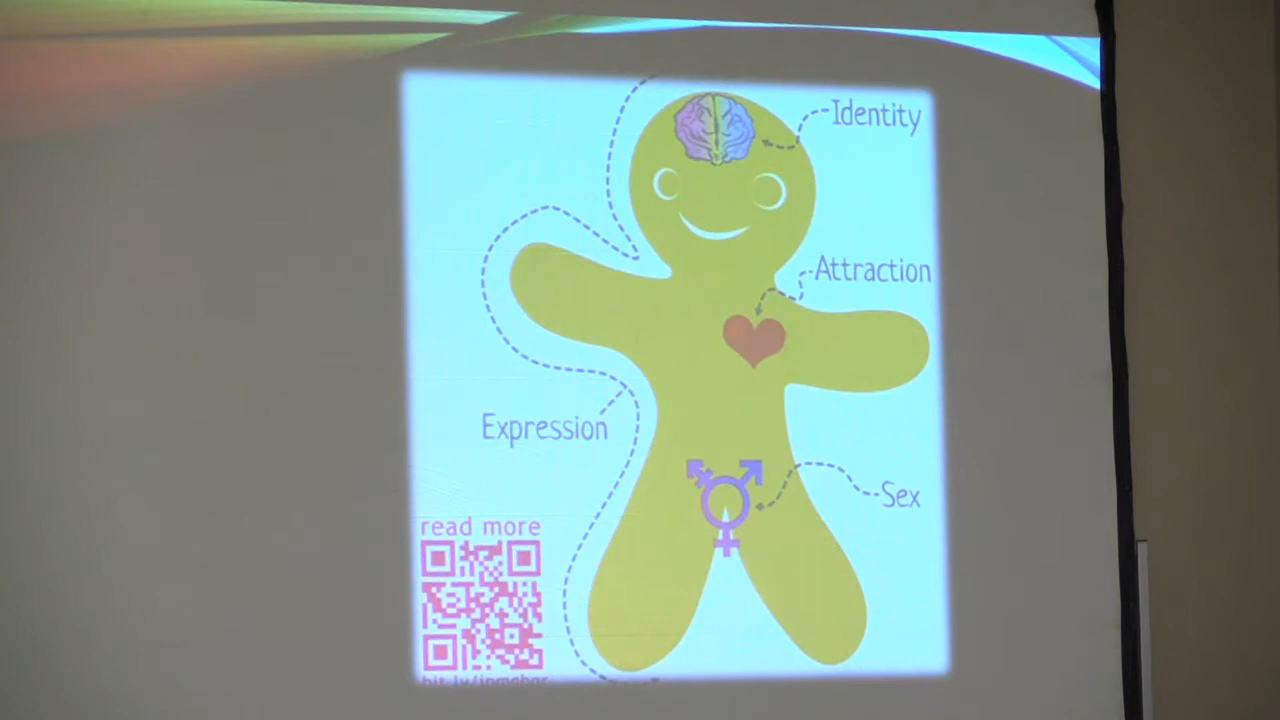 Identity
Attraction
Expression
Sex
read more